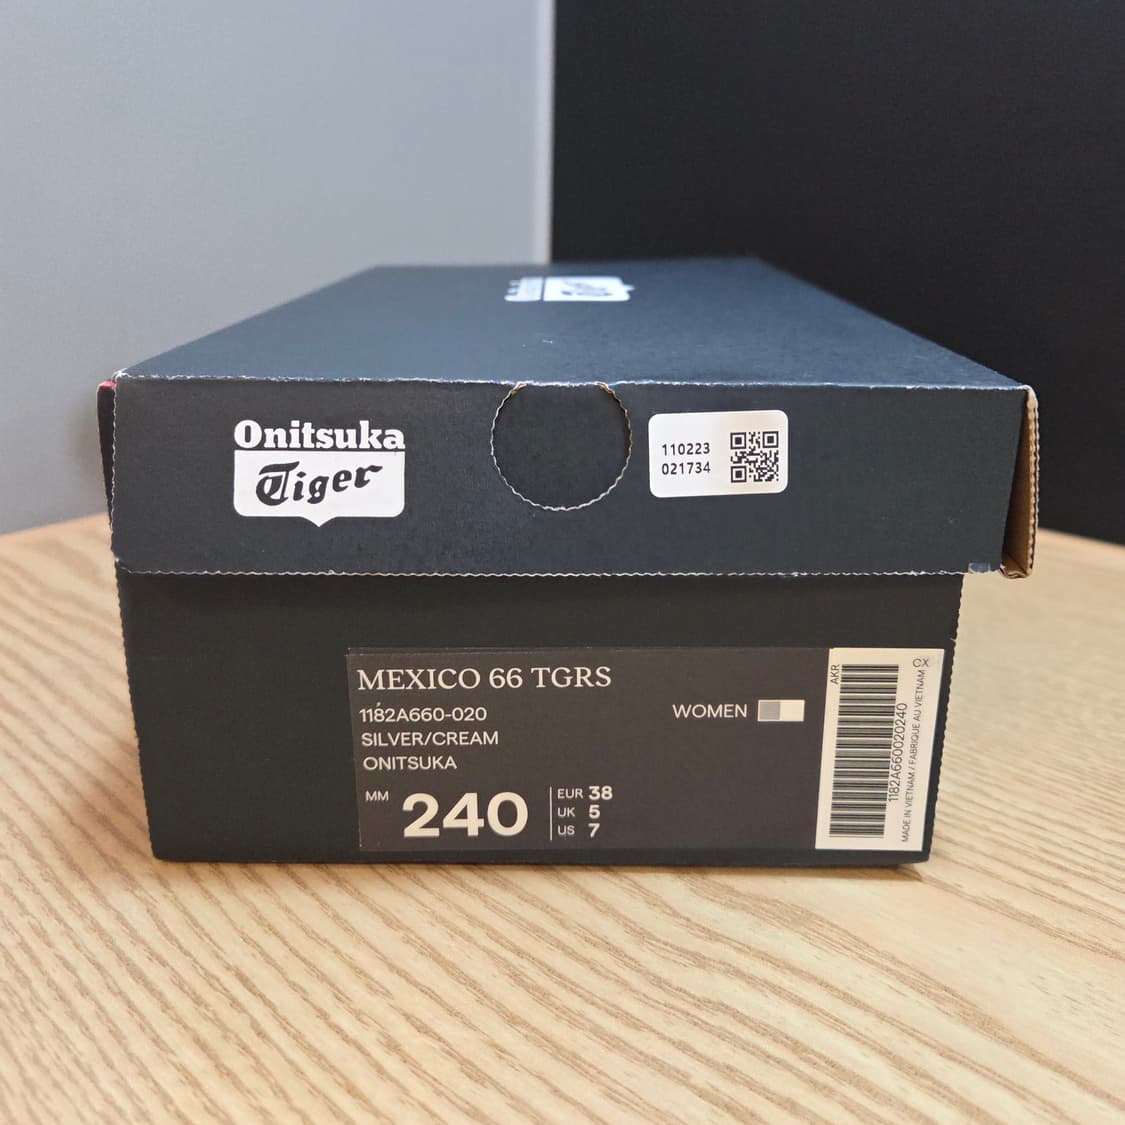 Onitsuka
Tiger
110223
021734
MEXICO 66 TGRS
1182A660-020
SILVER/CREAM
ONITSUKA
WOMEN
MM 240
EUR 38
UK 5
US 7
AKR
CX
1182A660020240
MADE IN VIETNAM / FABRIQUE AU VIETNAM